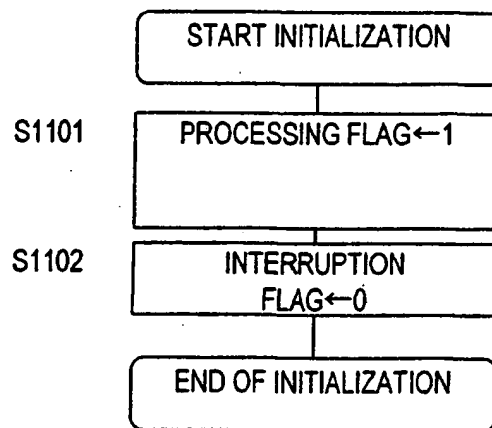 START INITIALIZATION
S1101
PROCESSING FLAG←1
S1102
INTERRUPTION
FLAG←0
END OF INITIALIZATION